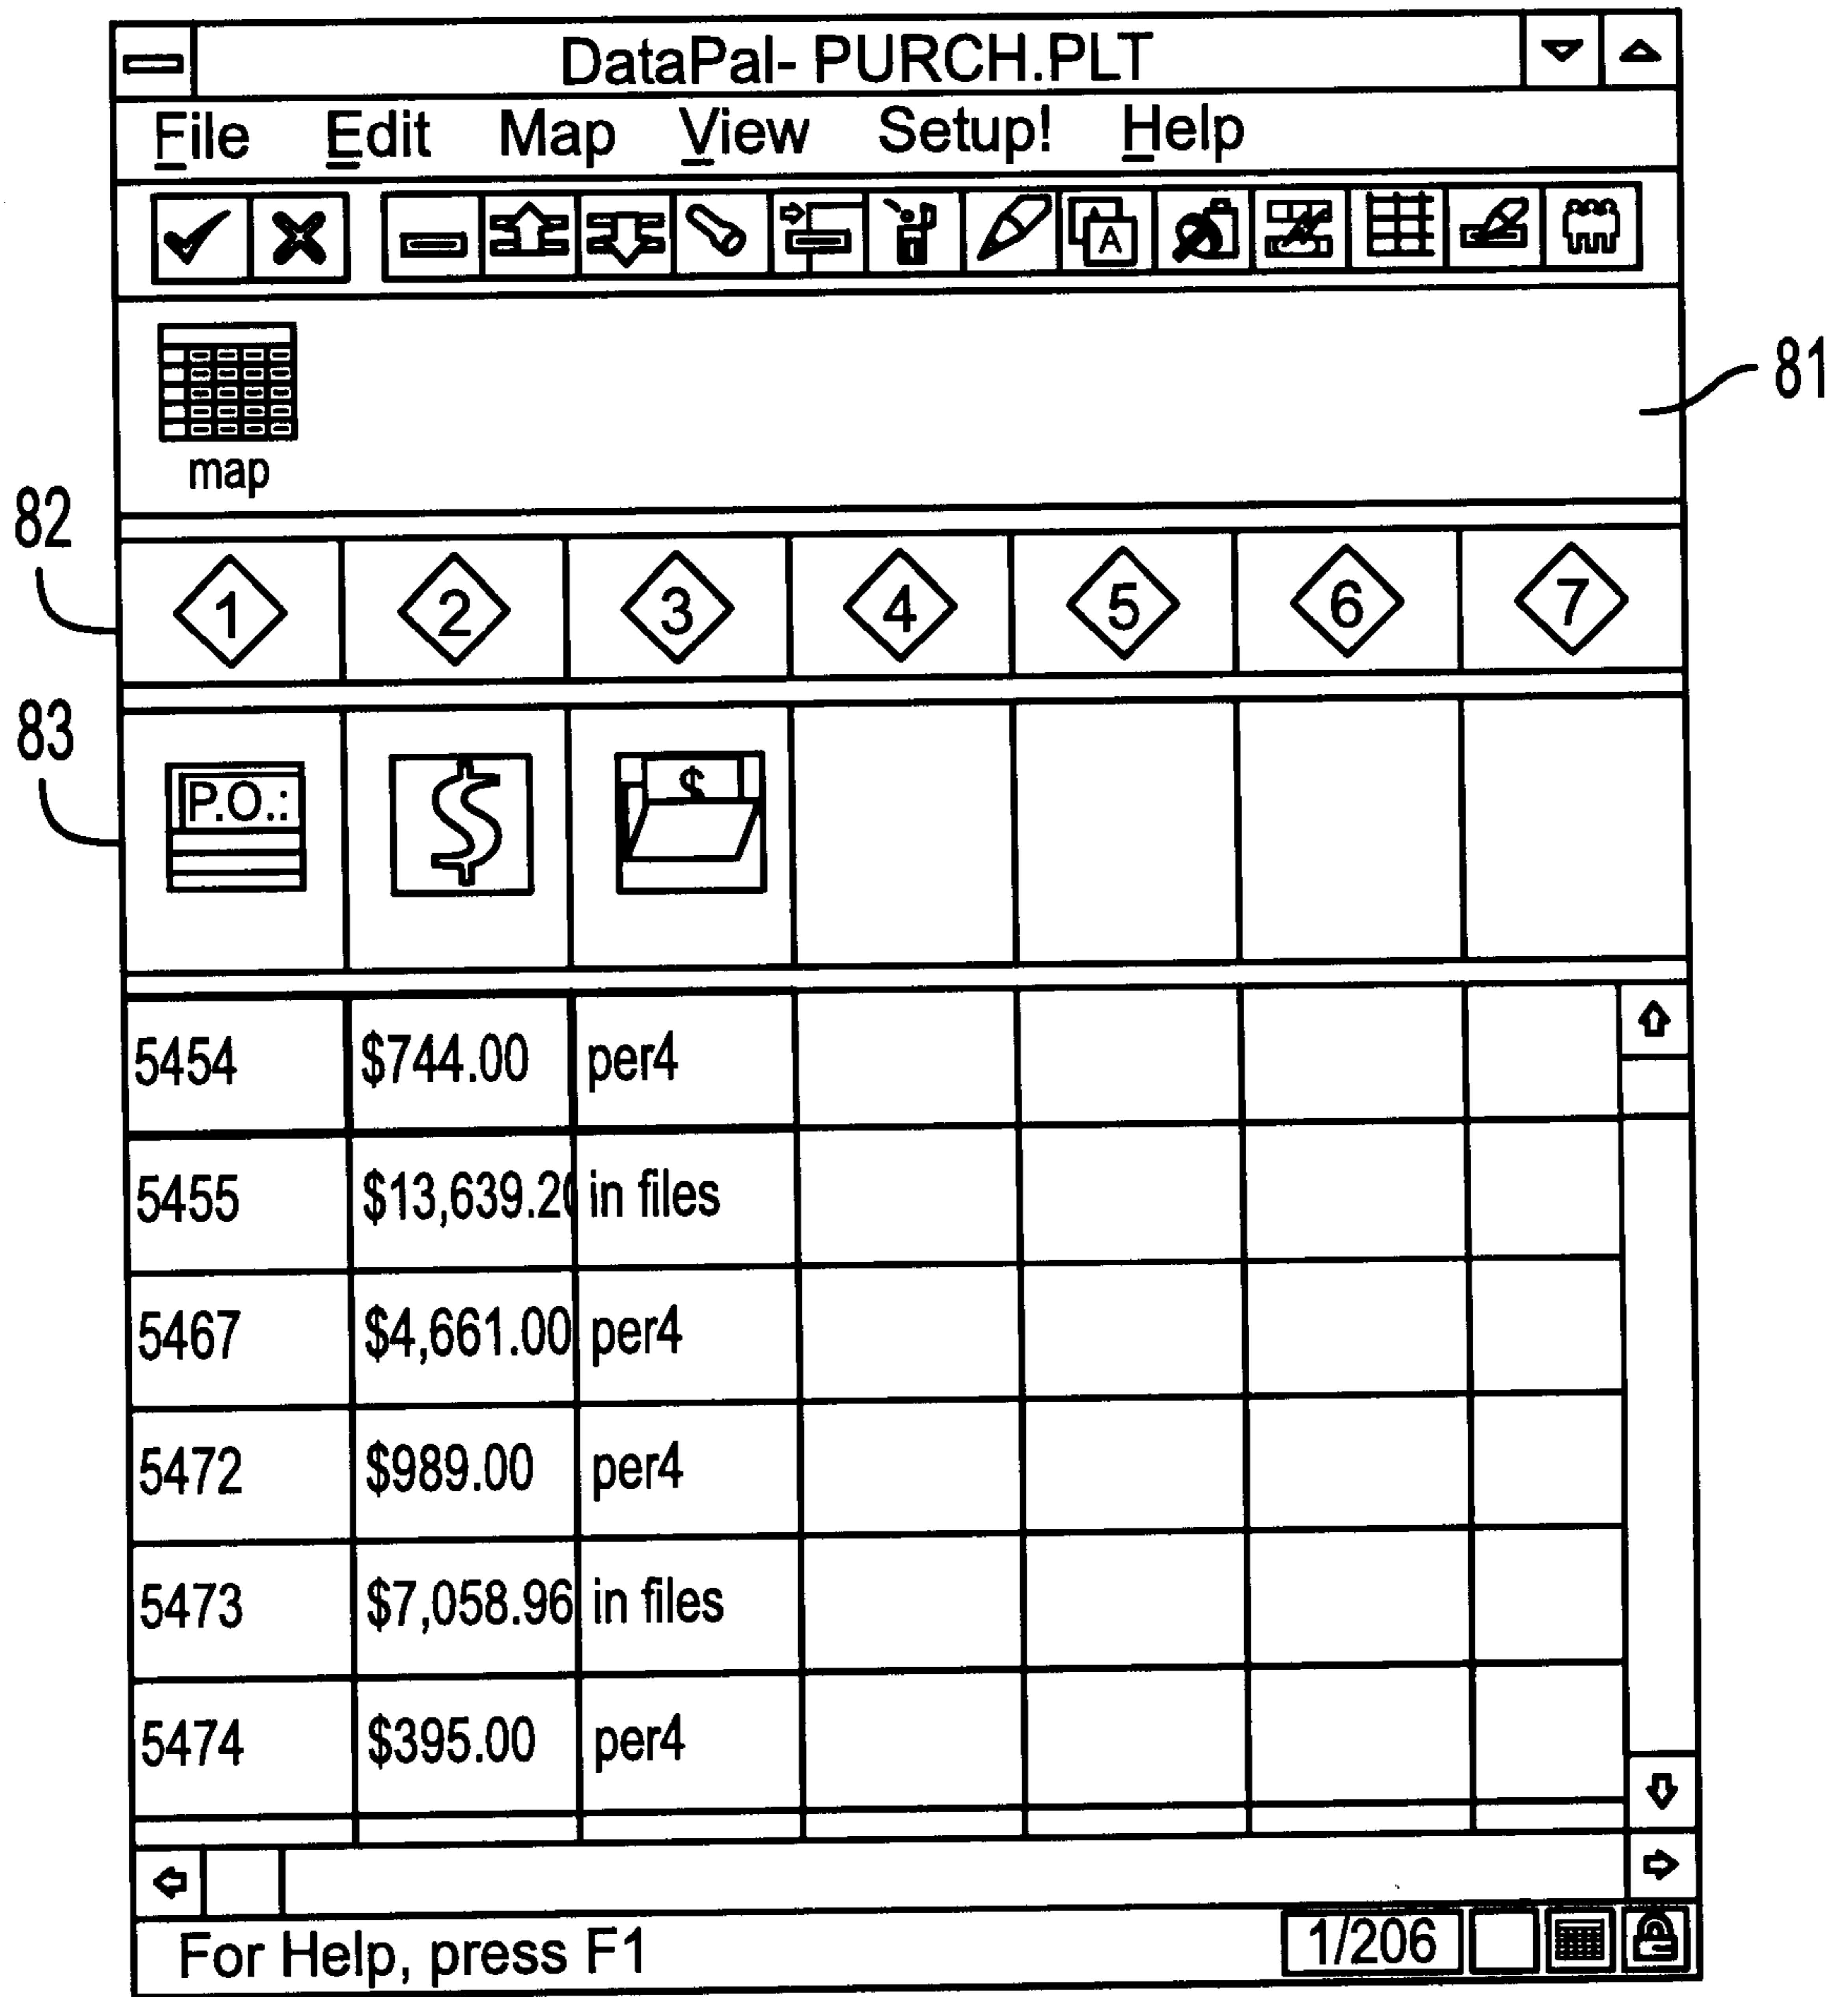 DataPal- PURCH.PLT
File Edit Map View Setup! Help
A
81
map
82
1 2 3 4 5 6 7
83
P.O.: $ $
5454 $744.00 per4
5455 $13,639.20 in files
5467 $4,661.00 per4
5472 $989.00 per4
5473 $7,058.96 in files
5474 $395.00 per4
For Help, press F1 1/206